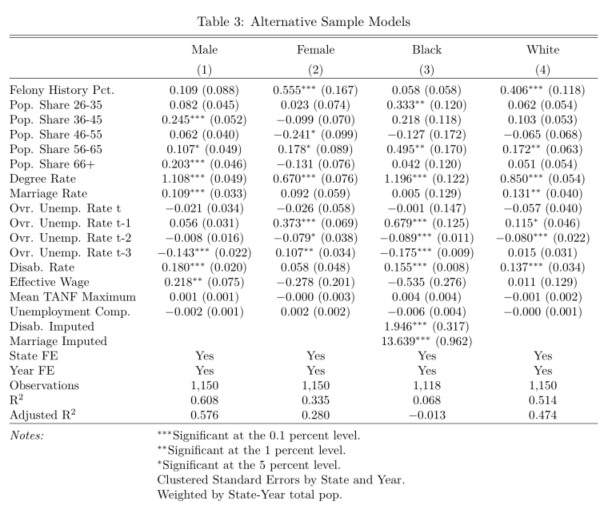 Table 3: Alternative Sample Models
Male Female Black White
(1) (2) (3) (4)
Felony History Pct. 0.109 (0.088) 0.555*** (0.167) 0.058 (0.058) 0.406*** (0.118)
Pop. Share 26-35 0.082 (0.045) 0.023 (0.074) 0.333** (0.120) 0.062 (0.054)
Pop. Share 36-45 0.245*** (0.052) −0.099 (0.070) 0.218 (0.118) 0.103 (0.053)
Pop. Share 46-55 0.062 (0.040) −0.241* (0.099) −0.127 (0.172) −0.065 (0.068)
Pop. Share 56-65 0.107* (0.049) 0.178* (0.089) 0.495** (0.170) 0.172** (0.063)
Pop. Share 66+ 0.203*** (0.046) −0.131 (0.076) 0.042 (0.120) 0.051 (0.054)
Degree Rate 1.108*** (0.049) 0.670*** (0.076) 1.196*** (0.122) 0.850*** (0.054)
Marriage Rate 0.109*** (0.033) 0.092 (0.059) 0.005 (0.129) 0.131** (0.040)
Ovr. Unemp. Rate t −0.021 (0.034) −0.026 (0.058) −0.001 (0.147) −0.057 (0.040)
Ovr. Unemp. Rate t-1 0.056 (0.031) 0.373*** (0.069) 0.679*** (0.125) 0.115* (0.046)
Ovr. Unemp. Rate t-2 −0.008 (0.016) −0.079* (0.038) −0.089*** (0.011) −0.080*** (0.022)
Ovr. Unemp. Rate t-3 −0.143*** (0.022) 0.107** (0.034) −0.175*** (0.009) 0.015 (0.031)
Disab. Rate 0.180*** (0.020) 0.058 (0.048) 0.155*** (0.008) 0.137*** (0.034)
Effective Wage 0.218** (0.075) −0.278 (0.201) −0.535 (0.276) 0.011 (0.129)
Mean TANF Maximum 0.001 (0.001) −0.000 (0.003) 0.004 (0.004) −0.001 (0.002)
Unemployment Comp. −0.002 (0.001) 0.002 (0.002) −0.006 (0.004) −0.000 (0.001)
Disab. Imputed 1.946*** (0.317)
Marriage Imputed 13.639*** (0.962)
State FE Yes Yes Yes Yes
Year FE Yes Yes Yes Yes
Observations 1,150 1,150 1,118 1,150
R² 0.608 0.335 0.068 0.514
Adjusted R² 0.576 0.280 −0.013 0.474
Notes: ***Significant at the 0.1 percent level.
**Significant at the 1 percent level.
*Significant at the 5 percent level.
Clustered Standard Errors by State and Year.
Weighted by State-Year total pop.